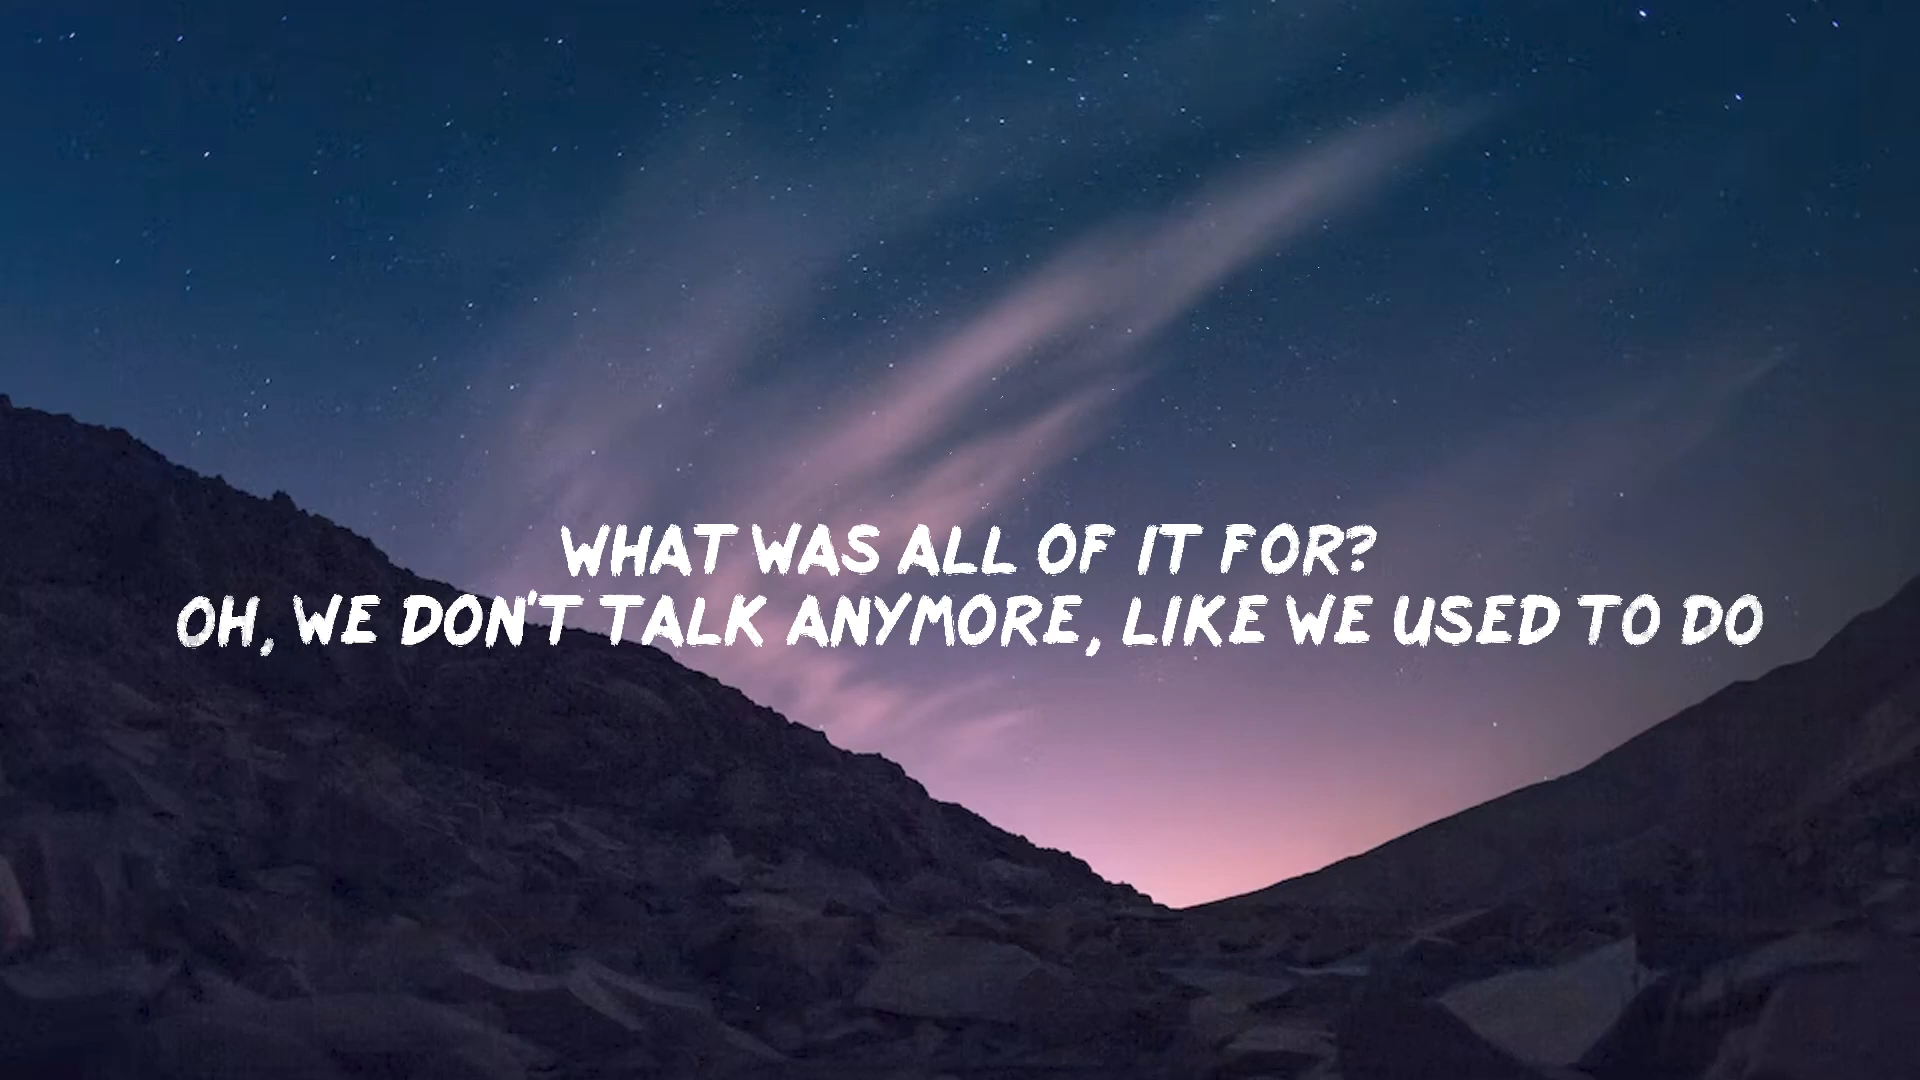 WHAT WAS ALL OF IT FOR?
OH, WE DON'T TALK ANYMORE, LIKE WE USED TO DO